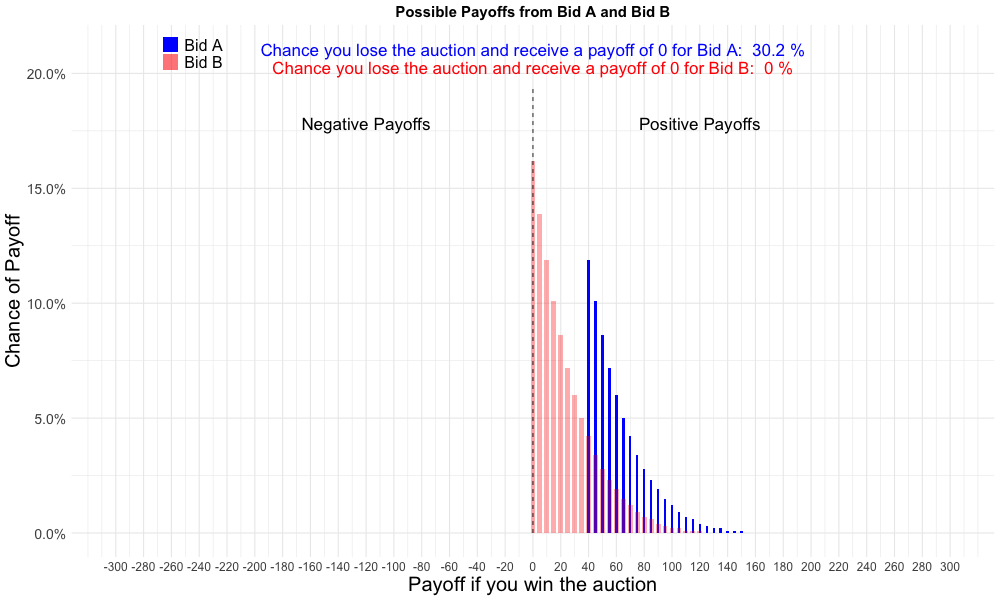 Possible Payoffs from Bid A and Bid B
Bid A
Bid B
Chance you lose the auction and receive a payoff of 0 for Bid A:  30.2 %
Chance you lose the auction and receive a payoff of 0 for Bid B:  0 %
Negative Payoffs
Positive Payoffs
Chance of Payoff
20.0%
15.0%
10.0%
5.0%
0.0%
-300 -280 -260 -240 -220 -200 -180 -160 -140 -120 -100 -80 -60 -40 -20 0 20 40 60 80 100 120 140 160 180 200 220 240 260 280 300
Payoff if you win the auction